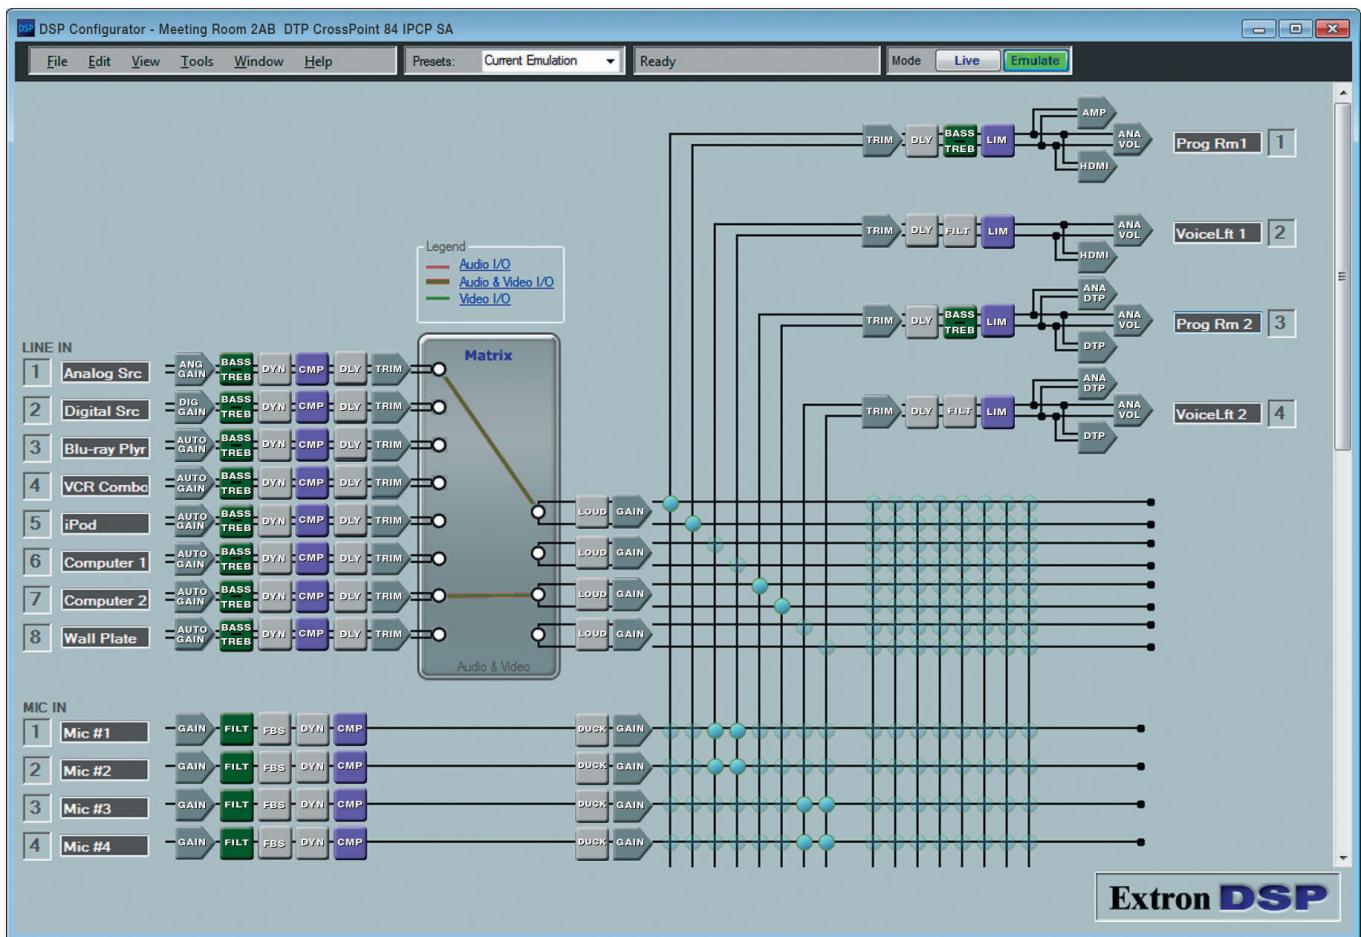 DSP Configurator - Meeting Room 2AB DTP CrossPoint 84 IPCP SA
File Edit View Tools Window Help Presets: Current Emulation Ready Mode Live Emulate
AMP
TRIM DLY BASS TREB LIM ANA VOL Prog Rm1 1
HDMI
TRIM DLY FILT LIM ANA VOL VoiceLft 1 2
HDMI
Legend
Audio I/O
Audio & Video I/O
Video I/O
ANA DTP
TRIM DLY BASS TREB LIM ANA VOL Prog Rm 2 3
DTP
ANA DTP
TRIM DLY FILT LIM ANA VOL VoiceLft 2 4
DTP
LINE IN
Matrix
1 Analog Src ANG GAIN BASS TREB DYN CMP DLY TRIM
2 Digital Src DIG GAIN BASS TREB DYN CMP DLY TRIM
3 Blu-ray Plyr AUTO GAIN BASS TREB DYN CMP DLY TRIM
4 VCR Combo AUTO GAIN BASS TREB DYN CMP DLY TRIM
5 iPod AUTO GAIN BASS TREB DYN CMP DLY TRIM LOUD GAIN
6 Computer 1 AUTO GAIN BASS TREB DYN CMP DLY TRIM LOUD GAIN
7 Computer 2 AUTO GAIN BASS TREB DYN CMP DLY TRIM LOUD GAIN
8 Wall Plate AUTO GAIN BASS TREB DYN CMP DLY TRIM LOUD GAIN
Audio & Video
MIC IN
1 Mic #1 GAIN FILT FBS DYN CMP DUCK GAIN
2 Mic #2 GAIN FILT FBS DYN CMP DUCK GAIN
3 Mic #3 GAIN FILT FBS DYN CMP DUCK GAIN
4 Mic #4 GAIN FILT FBS DYN CMP DUCK GAIN
Extron DSP